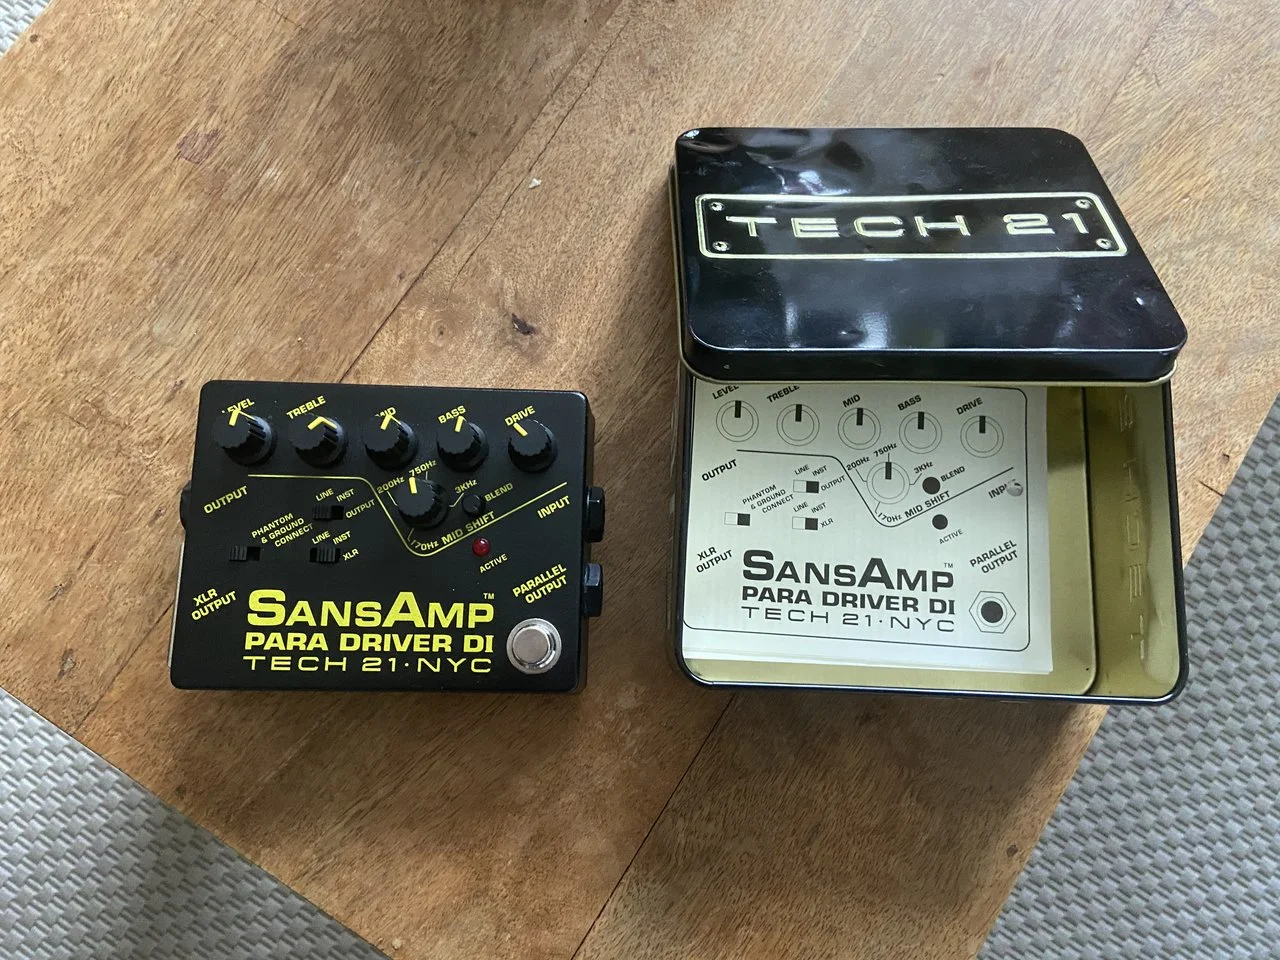 TECH 21
LEVEL TREBLE MID BASS DRIVE
200Hz 750Hz 3KHz 170Hz MID SHIFT
BLEND
OUTPUT
LINE INST OUTPUT
PHANTOM
& GROUND
CONNECT
LINE INST XLR
INPUT
ACTIVE
XLR
OUTPUT
PARALLEL
OUTPUT
SANSAMP™
PARA DRIVER DI
TECH 21·NYC
LEVEL TREBLE MID BASS DRIVE
200Hz 750Hz 3KHz 170Hz MID SHIFT
BLEND
OUTPUT
LINE INST OUTPUT
PHANTOM
& GROUND
CONNECT
LINE INST XLR
ACTIVE
XLR
OUTPUT
PARALLEL
OUTPUT
SANSAMP™
PARA DRIVER DI
TECH 21·NYC